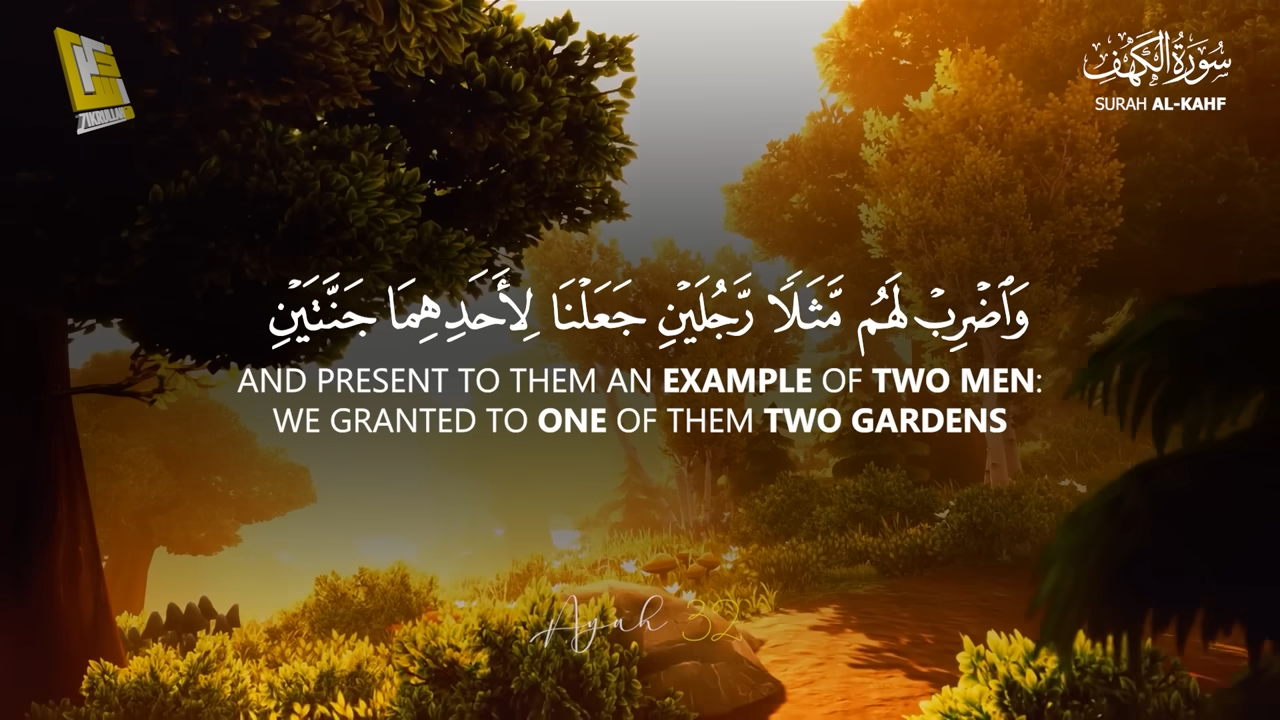 ZIKRULLAH
سُورَةُ الكَهْفِ
SURAH AL-KAHF
وَٱضْرِبْ لَهُم مَّثَلًا رَّجُلَيْنِ جَعَلْنَا لِأَحَدِهِمَا جَنَّتَيْنِ
AND PRESENT TO THEM AN EXAMPLE OF TWO MEN:
WE GRANTED TO ONE OF THEM TWO GARDENS
Ayah 32